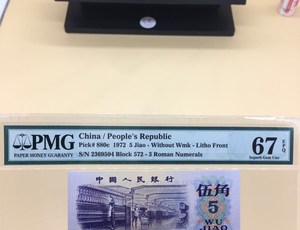 PMG
PAPER MONEY GUARANTY
China / People's Republic
Pick# 880c 1972 5 Jiao - Without Wmk - Litho Front
S/N 2369504 Block 572 - 3 Roman Numerals
67 EPQ
Superb Gem Unc
中国人民银行
伍角
5
WU JIAO